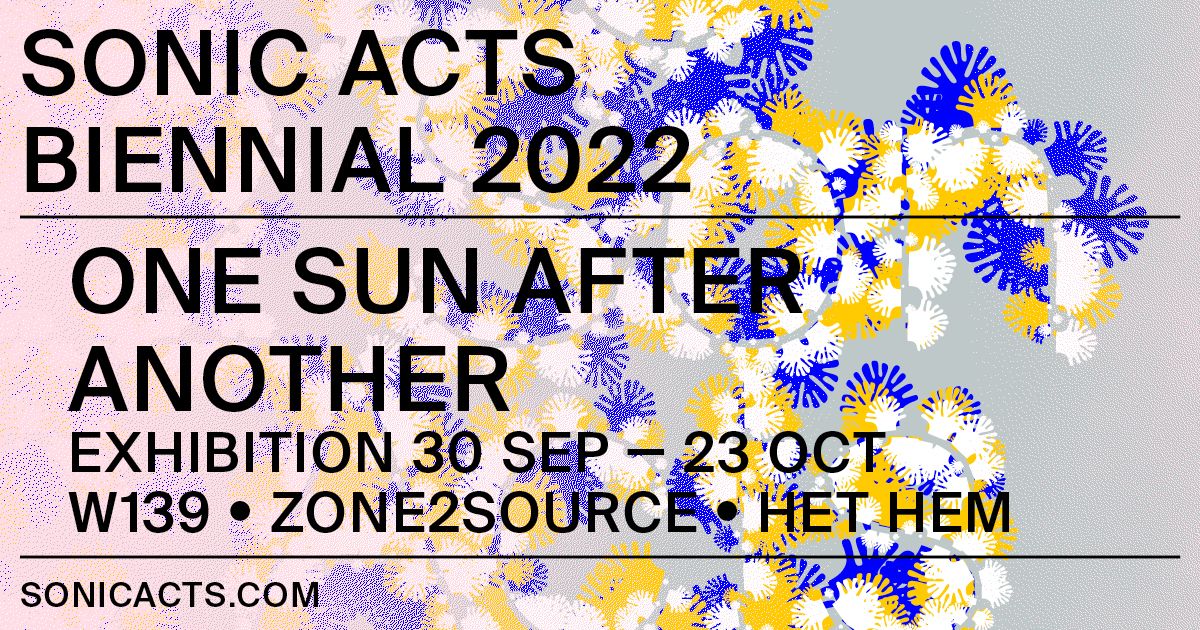 SONIC ACTS
BIENNIAL 2022
ONE SUN AFTER
ANOTHER
EXHIBITION 30 SEP — 23 OCT
W139 • ZONE2SOURCE • HET HEM
SONICACTS.COM